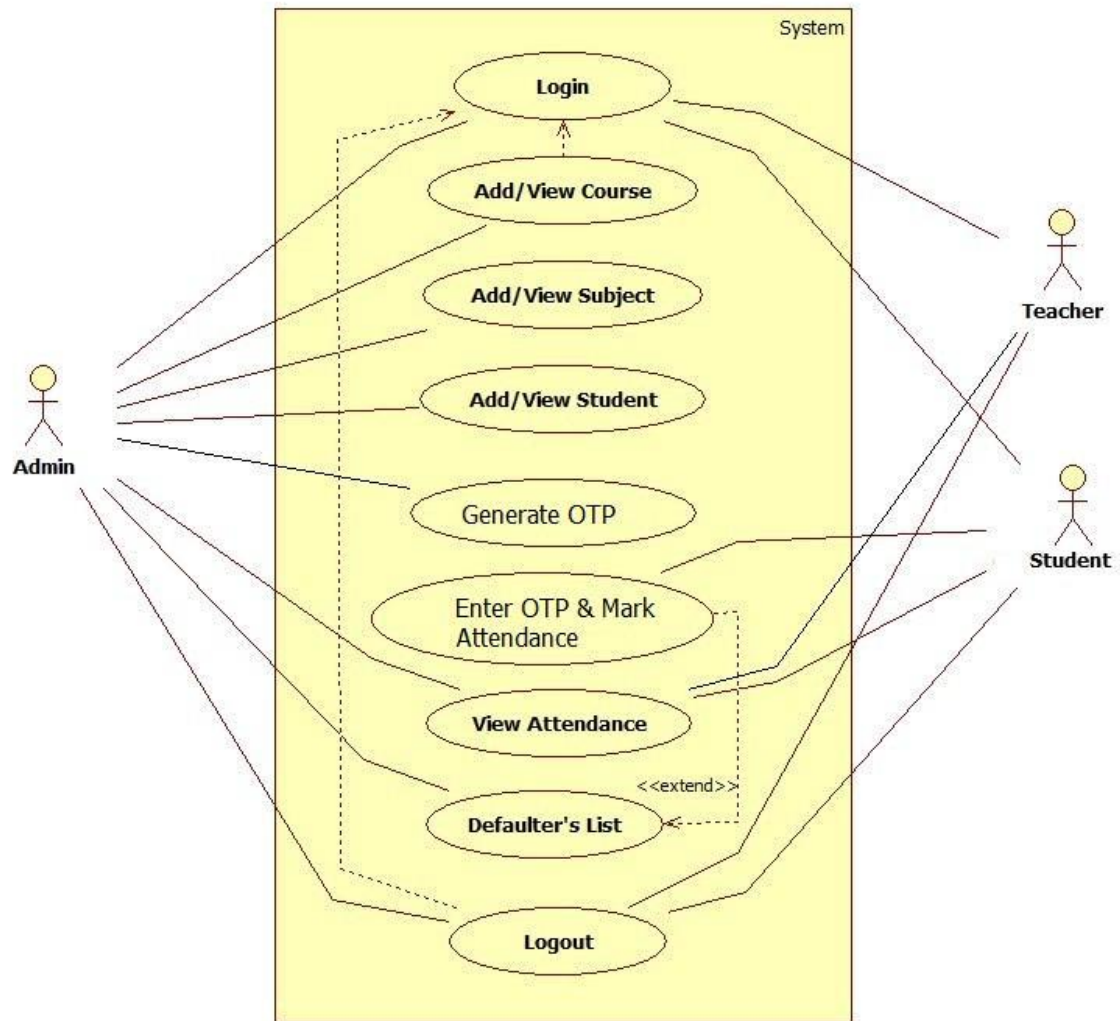 System
Login
Add/View Course
Add/View Subject
Teacher
Add/View Student
Admin
Generate OTP
Student
Enter OTP & Mark
Attendance
View Attendance
<<extend>>
Defaulter's List
Logout